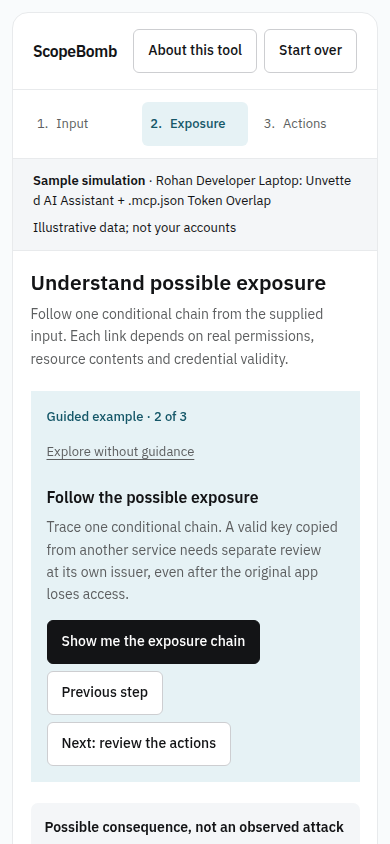 ScopeBomb
About this tool
Start over
1. Input
2. Exposure
3. Actions
Sample simulation · Rohan Developer Laptop: Unvette
d AI Assistant + .mcp.json Token Overlap
Illustrative data; not your accounts
Understand possible exposure
Follow one conditional chain from the supplied
input. Each link depends on real permissions,
resource contents and credential validity.
Guided example · 2 of 3
Explore without guidance
Follow the possible exposure
Trace one conditional chain. A valid key copied
from another service needs separate review
at its own issuer, even after the original app
loses access.
Show me the exposure chain
Previous step
Next: review the actions
Possible consequence, not an observed attack